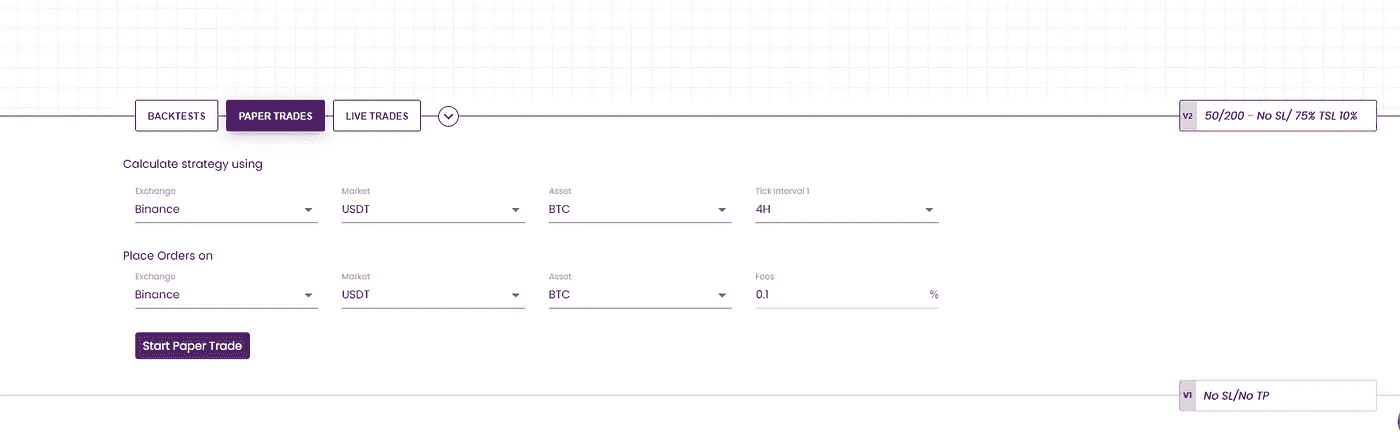 BACKTESTS PAPER TRADES LIVE TRADES V2 50/200 - No SL/ 75% TSL 10%
Calculate strategy using
Exchange Market Asset Tick Interval 1
Binance USDT BTC 4H
Place Orders on
Exchange Market Asset Fees
Binance USDT BTC 0.1 %
Start Paper Trade
V1 No SL/No TP